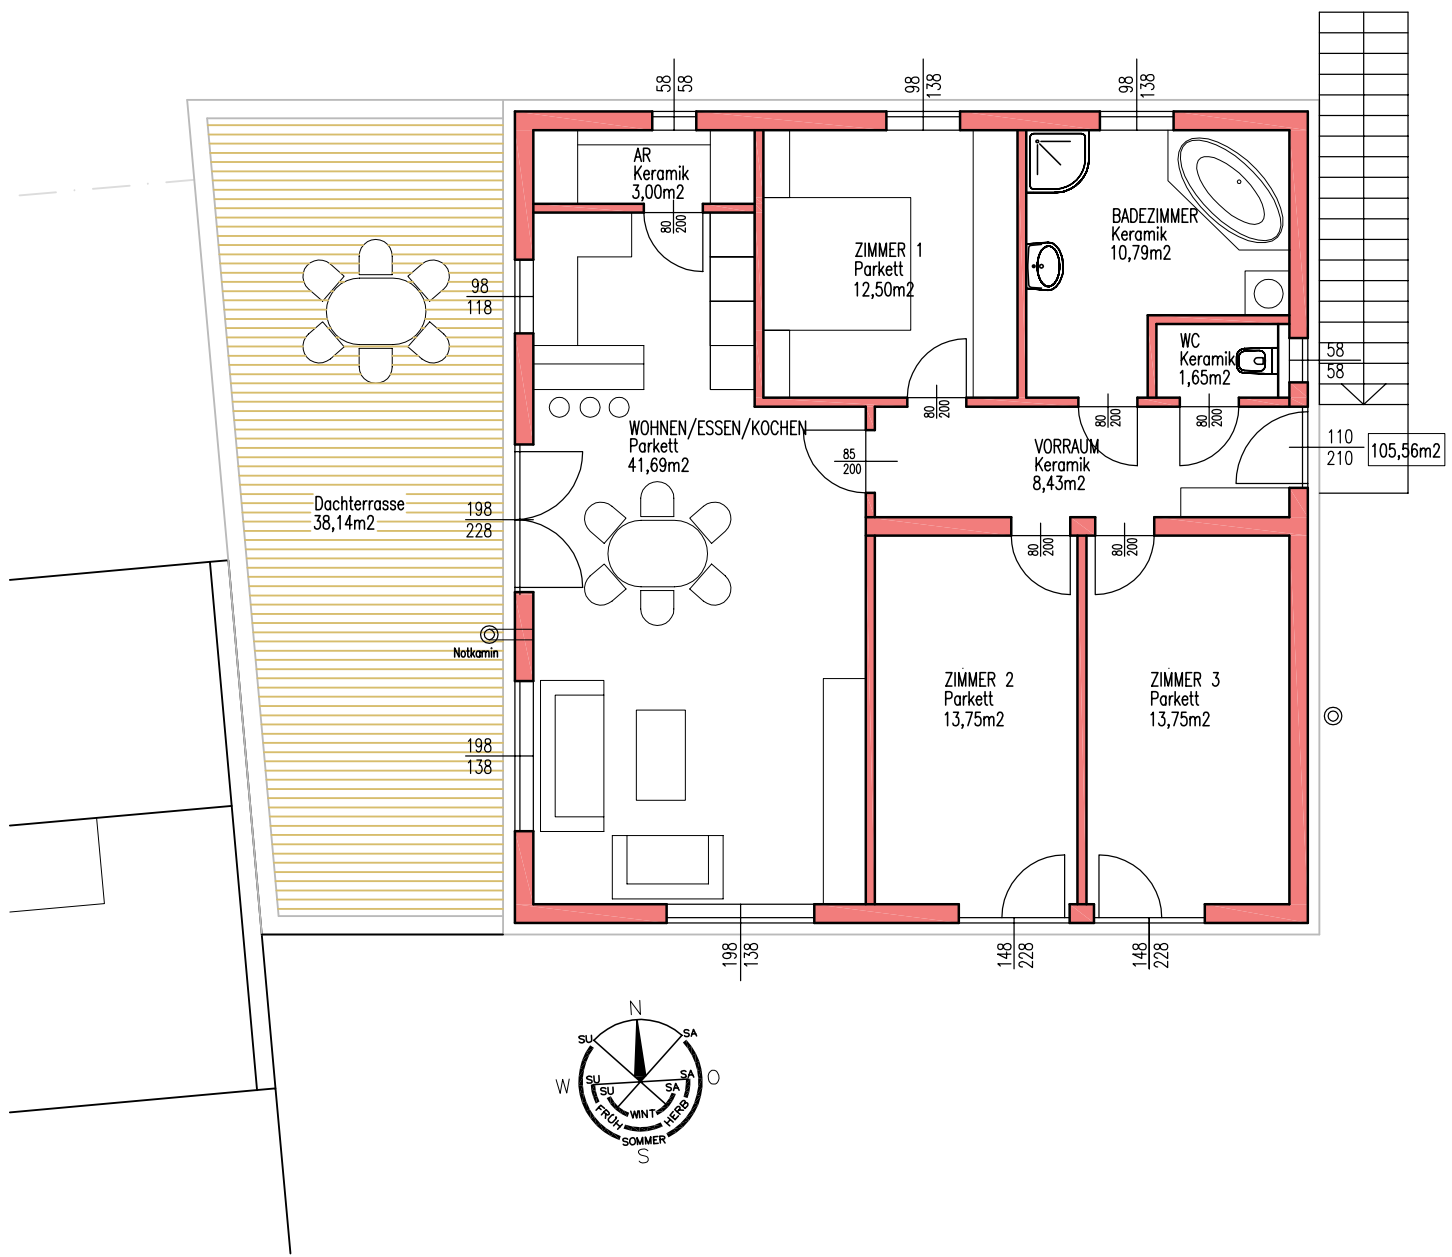 58
58
98
138
98
138
AR
Keramik
3,00m2
80
200
ZIMMER 1
Parkett
12,50m2
BADEZIMMER
Keramik
10,79m2
98
118
WC
Keramik
1,65m2
58
58
80
200
80
200
80
200
WOHNEN/ESSEN/KOCHEN
Parkett
41,69m2
85
200
VORRAUM
Keramik
8,43m2
110
210
105,56m2
Dachterrasse
38,14m2
198
228
80
200
80
200
Notkamin
ZIMMER 2
Parkett
13,75m2
ZIMMER 3
Parkett
13,75m2
198
138
198
138
148
228
148
228
N
SU
SA
W
SU
SA
O
SU
SA
FRÜH
WINT
HERB
SOMMER
S